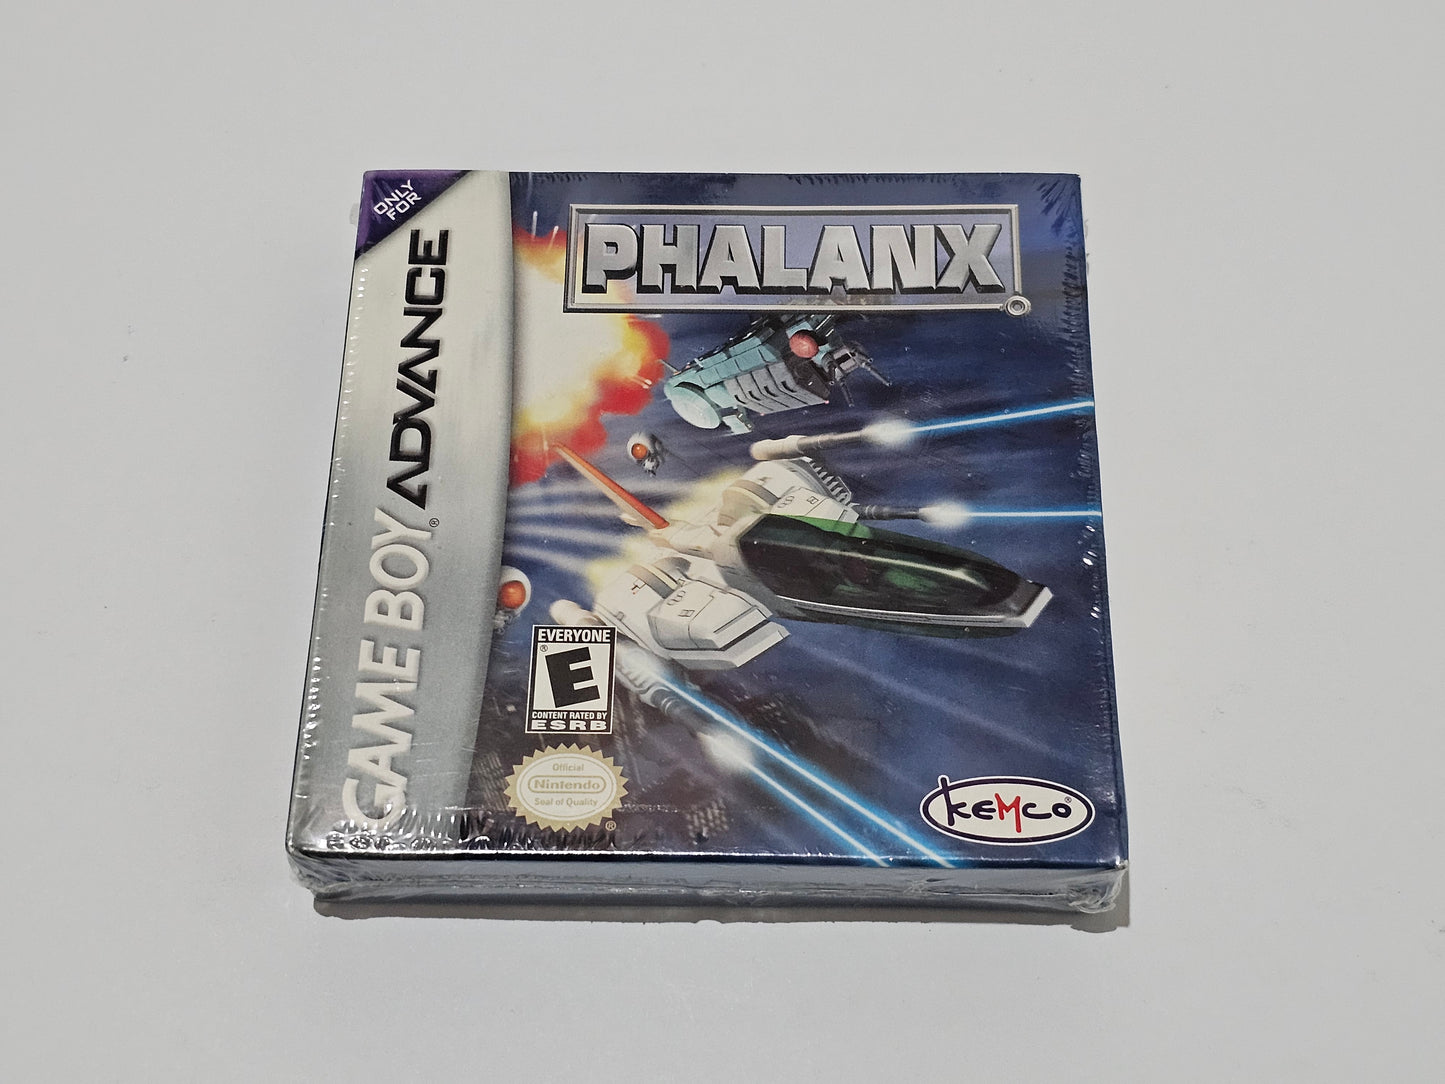 ONLY
FOR
GAME BOY ADVANCE®
PHALANX
EVERYONE
E®
CONTENT RATED BY
ESRB
Official
Nintendo
Seal of Quality
®
KEMCO®